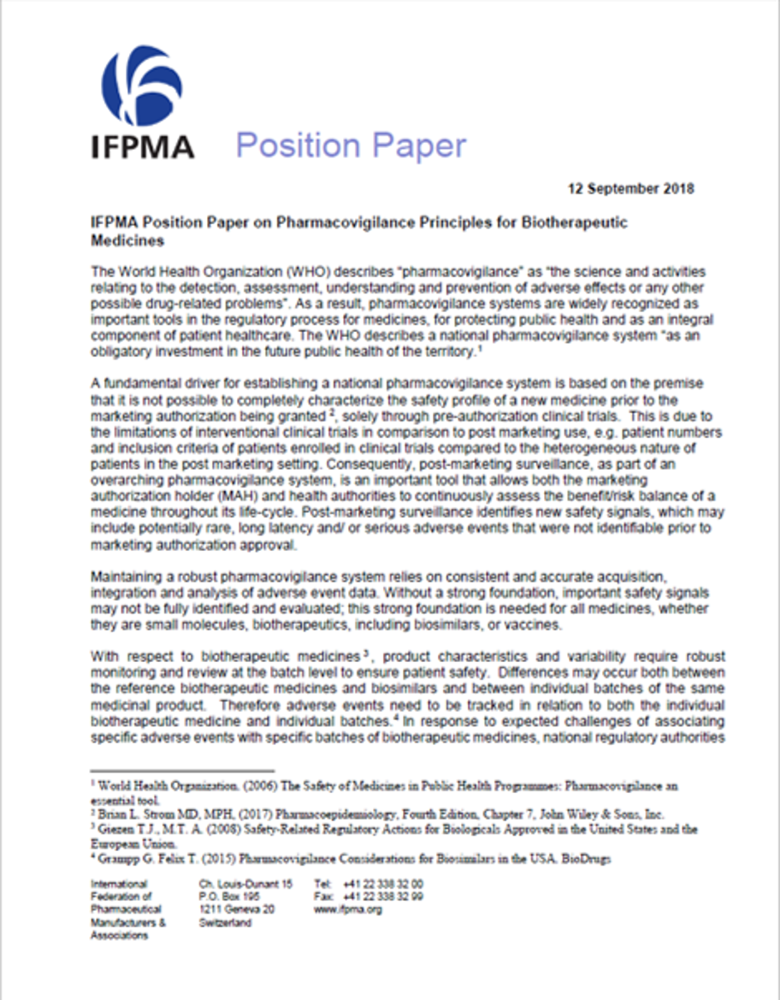 IFPMA
Position Paper
12 September 2018
IFPMA Position Paper on Pharmacovigilance Principles for Biotherapeutic
Medicines
The World Health Organization (WHO) describes "pharmacovigilance" as "the science and activities
relating to the detection, assessment, understanding and prevention of adverse effects or any other
possible drug-related problems". As a result, pharmacovigilance systems are widely recognized as
important tools in the regulatory process for medicines, for protecting public health and as an integral
component of patient healthcare. The WHO describes a national pharmacovigilance system "as an
obligatory investment in the future public health of the territory.1
A fundamental driver for establishing a national pharmacovigilance system is based on the premise
that it is not possible to completely characterize the safety profile of a new medicine prior to the
marketing authorization being granted 2, solely through pre-authorization clinical trials. This is due to
the limitations of interventional clinical trials in comparison to post marketing use, e.g. patient numbers
and inclusion criteria of patients enrolled in clinical trials compared to the heterogeneous nature of
patients in the post marketing setting. Consequently, post-marketing surveillance, as part of an
overarching pharmacovigilance system, is an important tool that allows both the marketing
authorization holder (MAH) and health authorities to continuously assess the benefit/risk balance of a
medicine throughout its life-cycle. Post-marketing surveillance identifies new safety signals, which may
include potentially rare, long latency and/ or serious adverse events that were not identifiable prior to
marketing authorization approval.
Maintaining a robust pharmacovigilance system relies on consistent and accurate acquisition,
integration and analysis of adverse event data. Without a strong foundation, important safety signals
may not be fully identified and evaluated; this strong foundation is needed for all medicines, whether
they are small molecules, biotherapeutics, including biosimilars, or vaccines.
With respect to biotherapeutic medicines 3, product characteristics and variability require robust
monitoring and review at the batch level to ensure patient safety. Differences may occur both between
the reference biotherapeutic medicines and biosimilars and between individual batches of the same
medicinal product. Therefore adverse events need to be tracked in relation to both the individual
biotherapeutic medicine and individual batches.4 In response to expected challenges of associating
specific adverse events with specific batches of biotherapeutic medicines, national regulatory authorities
1 World Health Organization. (2006) The Safety of Medicines in Public Health Programmes: Pharmacovigilance an
essential tool.
2 Brian L. Strom MD, MPH, (2017) Pharmacoepidemiology, Fourth Edition, Chapter 7, John Wiley & Sons, Inc.
3 Giezen T.J., M.T. A. (2008) Safety-Related Regulatory Actions for Biologicals Approved in the United States and the
European Union.
4 Grampp G. Felix T. (2015) Pharmacovigilance Considerations for Biosimilars in the USA. BioDrugs
International
Federation of
Pharmaceutical
Manufacturers &
Associations
Ch. Louis-Dunant 15
P.O. Box 195
1211 Geneva 20
Switzerland
Tel: +41 22 338 32 00
Fax: +41 22 338 32 99
www.ifpma.org